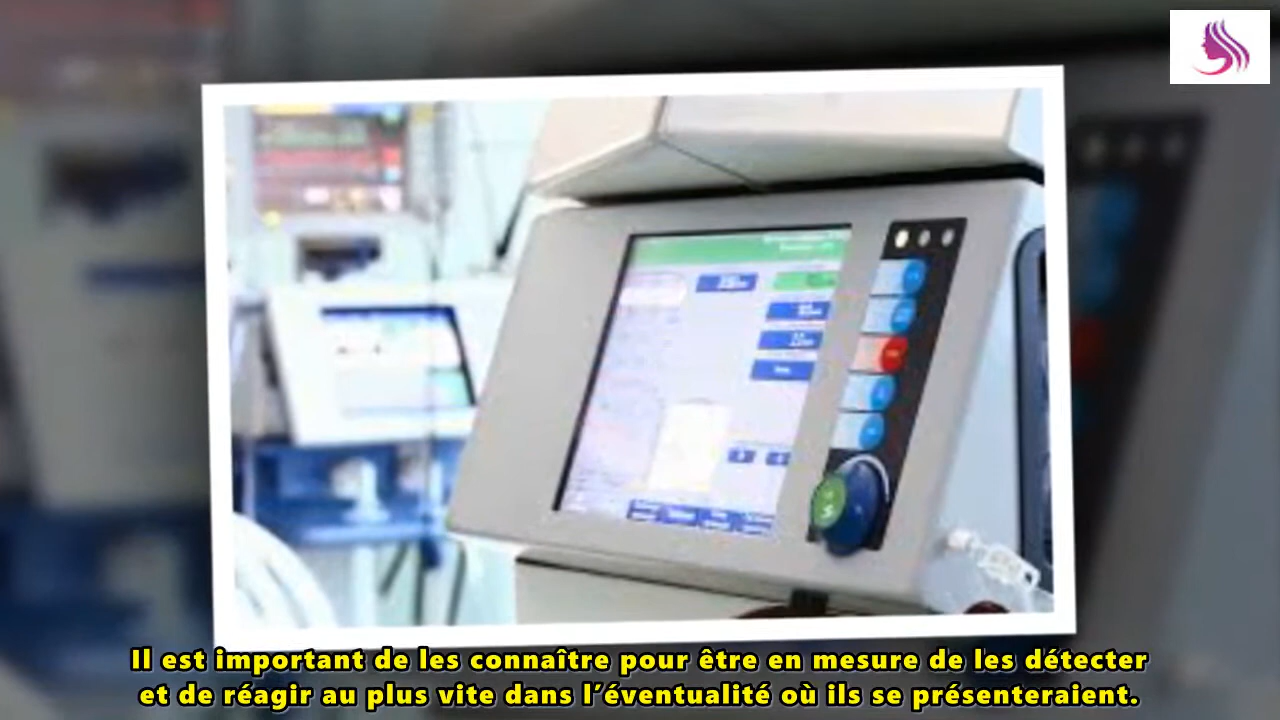 Il est important de les connaître pour être en mesure de les détecter
et de réagir au plus vite dans l’éventualité où ils se présenteraient.